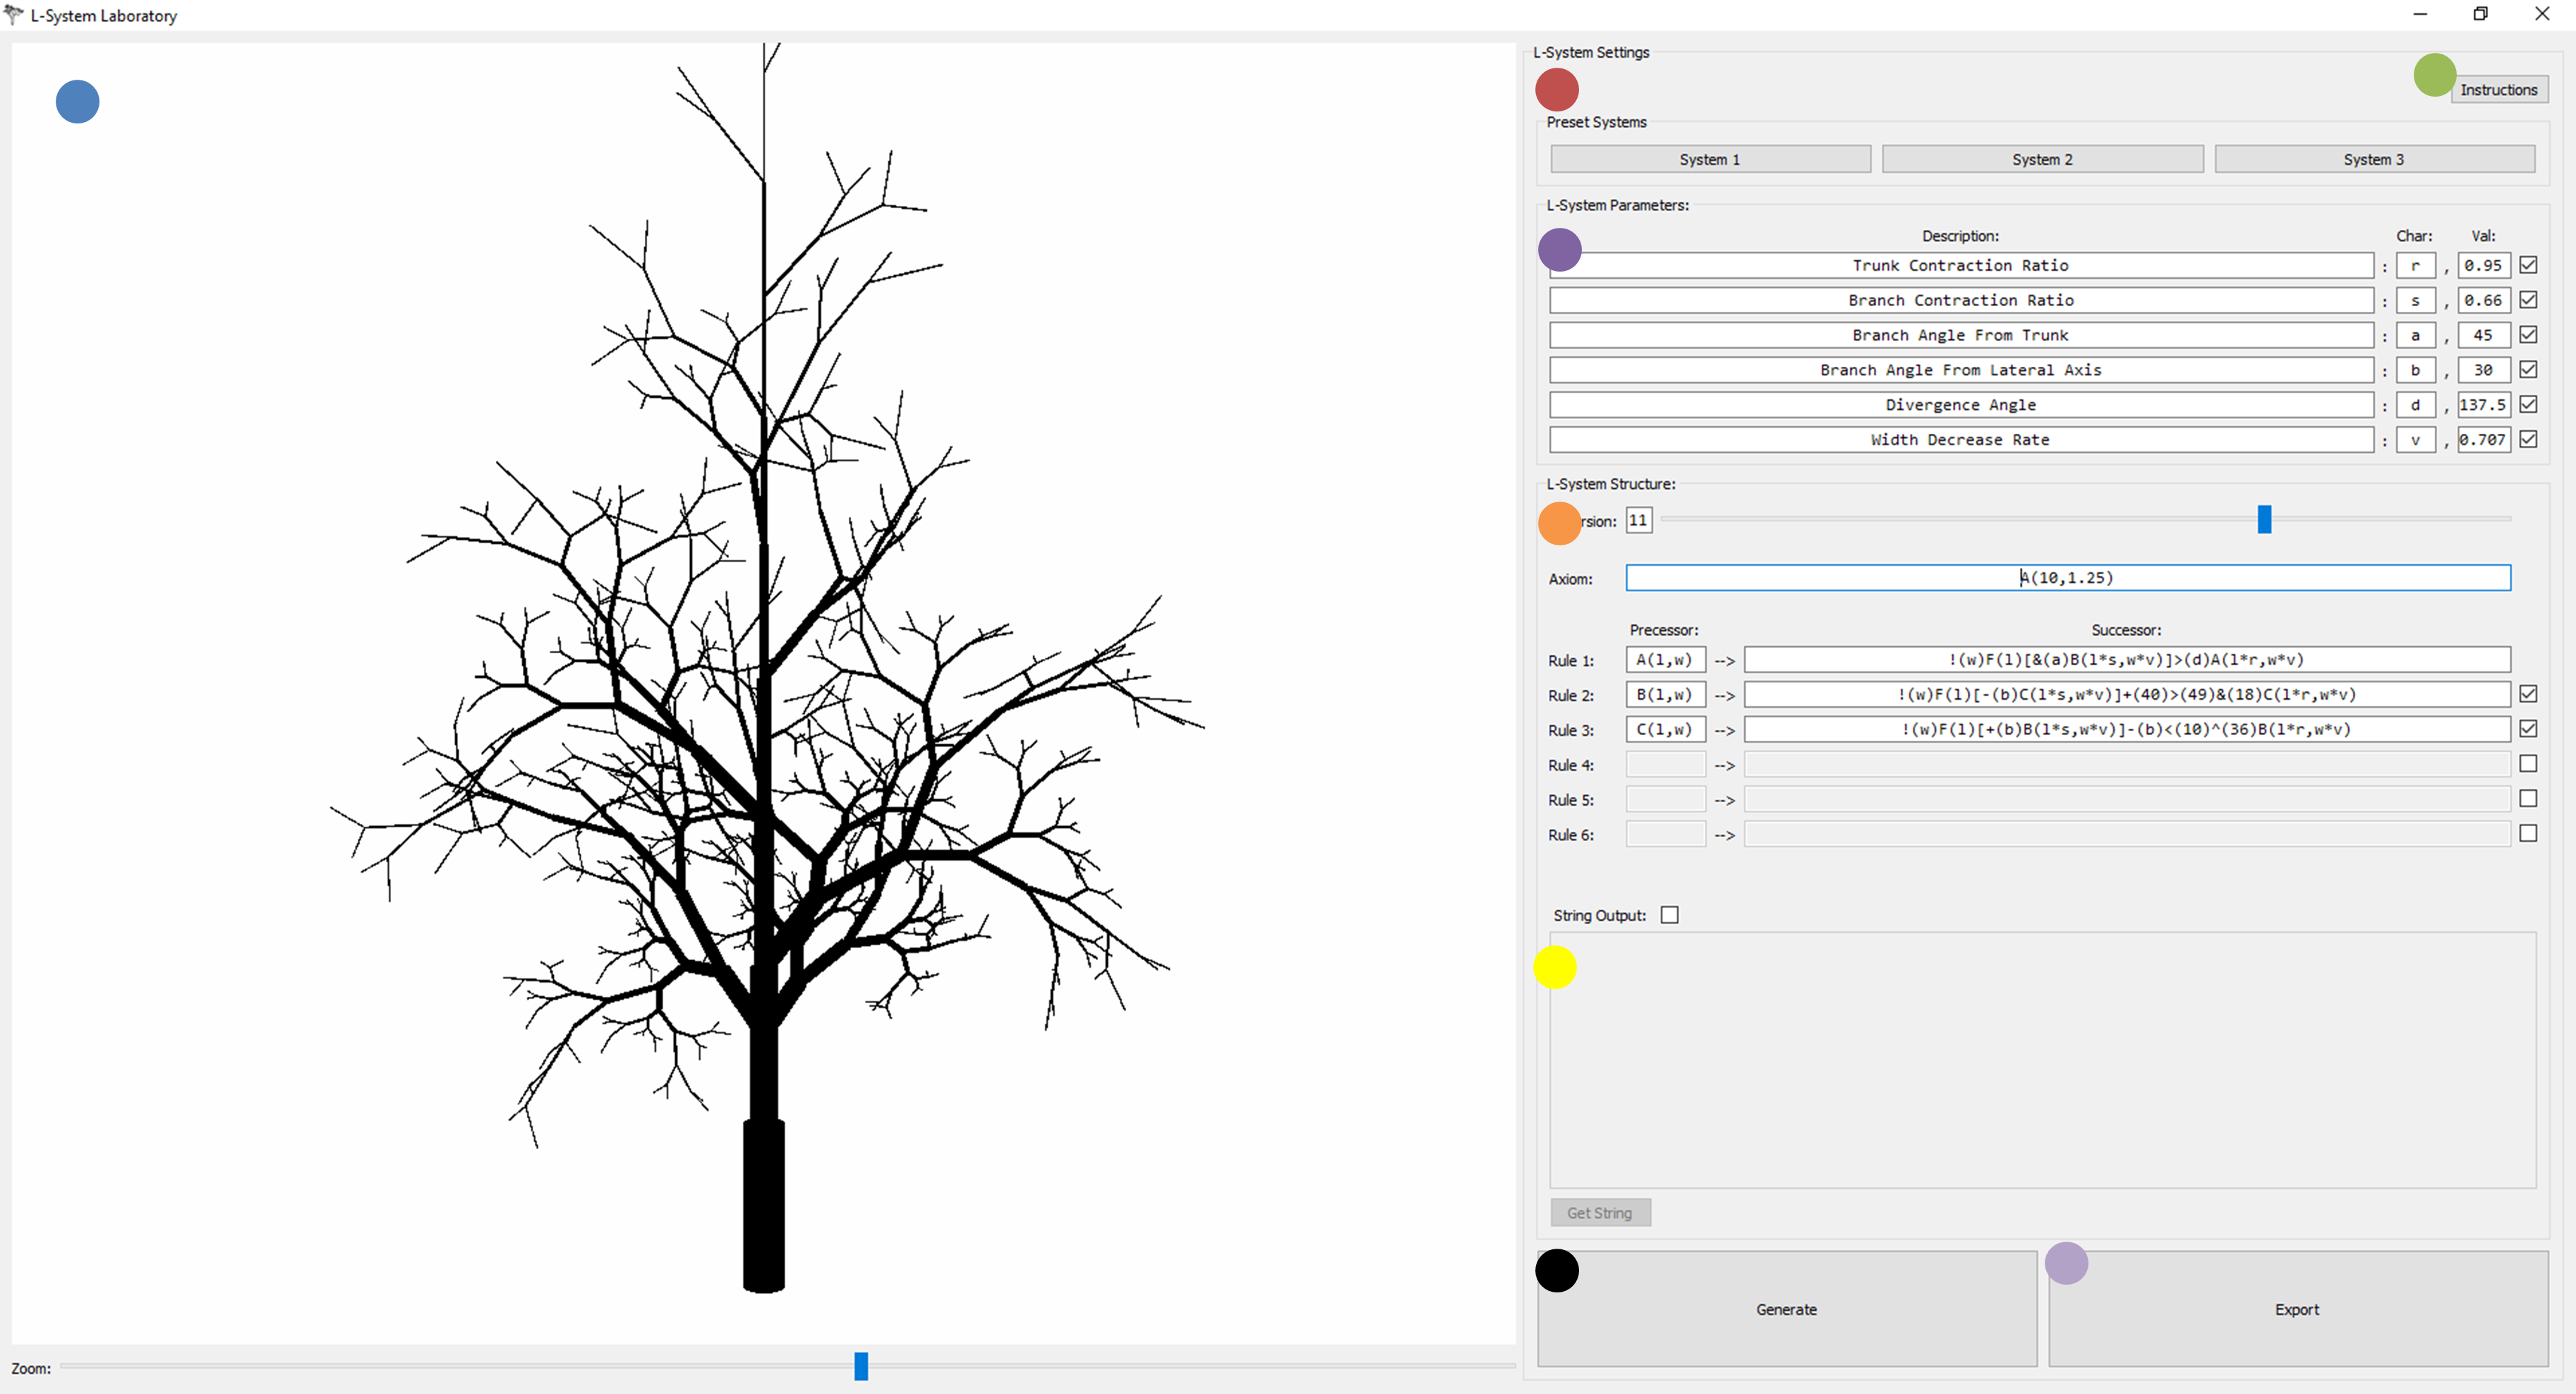 L-System Laboratory
L-System Settings
Instructions
Preset Systems
System 1 System 2 System 3
L-System Parameters:
Description: Char: Val:
Trunk Contraction Ratio : r , 0.95
Branch Contraction Ratio : s , 0.66
Branch Angle From Trunk : a , 45
Branch Angle From Lateral Axis : b , 30
Divergence Angle : d , 137.5
Width Decrease Rate : v , 0.707
L-System Structure:
rsion: 11
Axiom: A(10,1.25)
Precessor: Successor:
Rule 1: A(l,w) --> !(w)F(l)[&(a)B(l*s,w*v)]>(d)A(l*r,w*v)
Rule 2: B(l,w) --> !(w)F(l)[-(b)C(l*s,w*v)]+(40)>(49)&(18)C(l*r,w*v)
Rule 3: C(l,w) --> !(w)F(l)[+(b)B(l*s,w*v)]-(b)<(10)^(36)B(l*r,w*v)
Rule 4: -->
Rule 5: -->
Rule 6: -->
String Output:
Get String
Generate Export
Zoom: